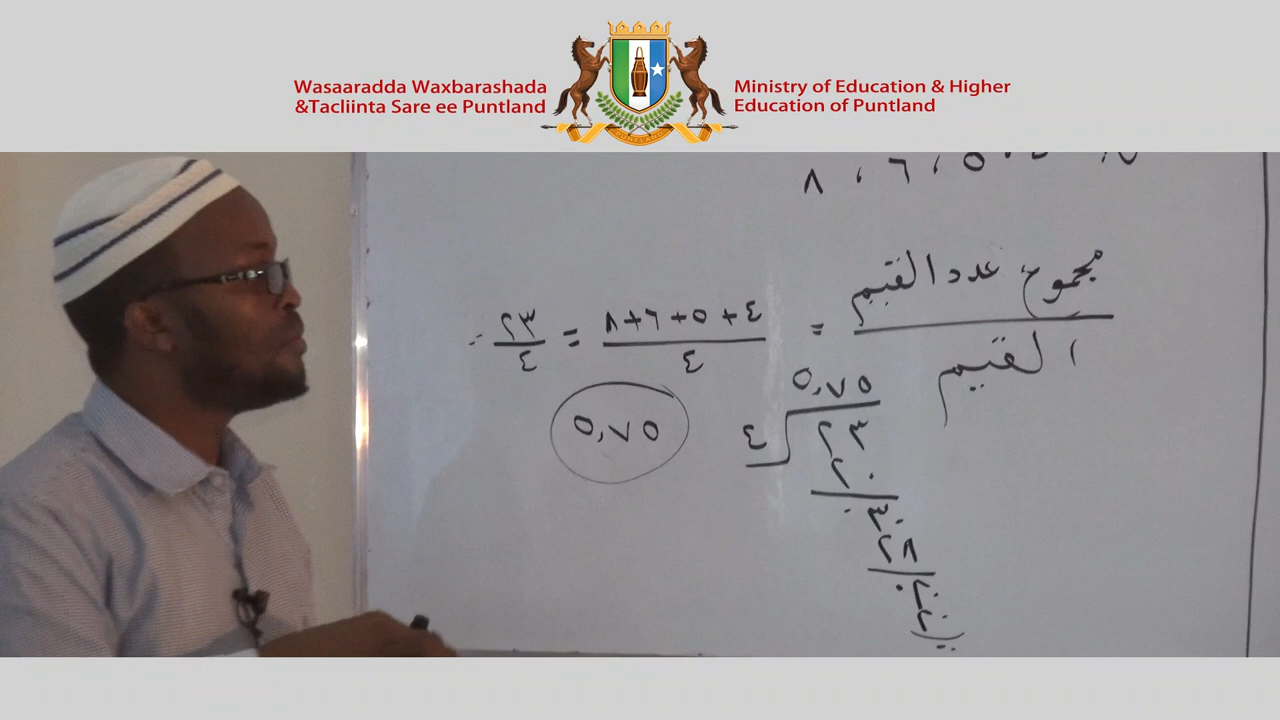 Wasaaradda Waxbarashada
&Tacliinta Sare ee Puntland
Ministry of Education & Higher
Education of Puntland
٥ ، ٦ ، ٨
مجموع عدد القيم
القيم
= ٤ + ٥ + ٦ + ٨
٤
= ٢٣
٤
٥,٧٥
٤ ٢٣
٢٠
٣٠
٢٨
٢٠
٥,٧٥